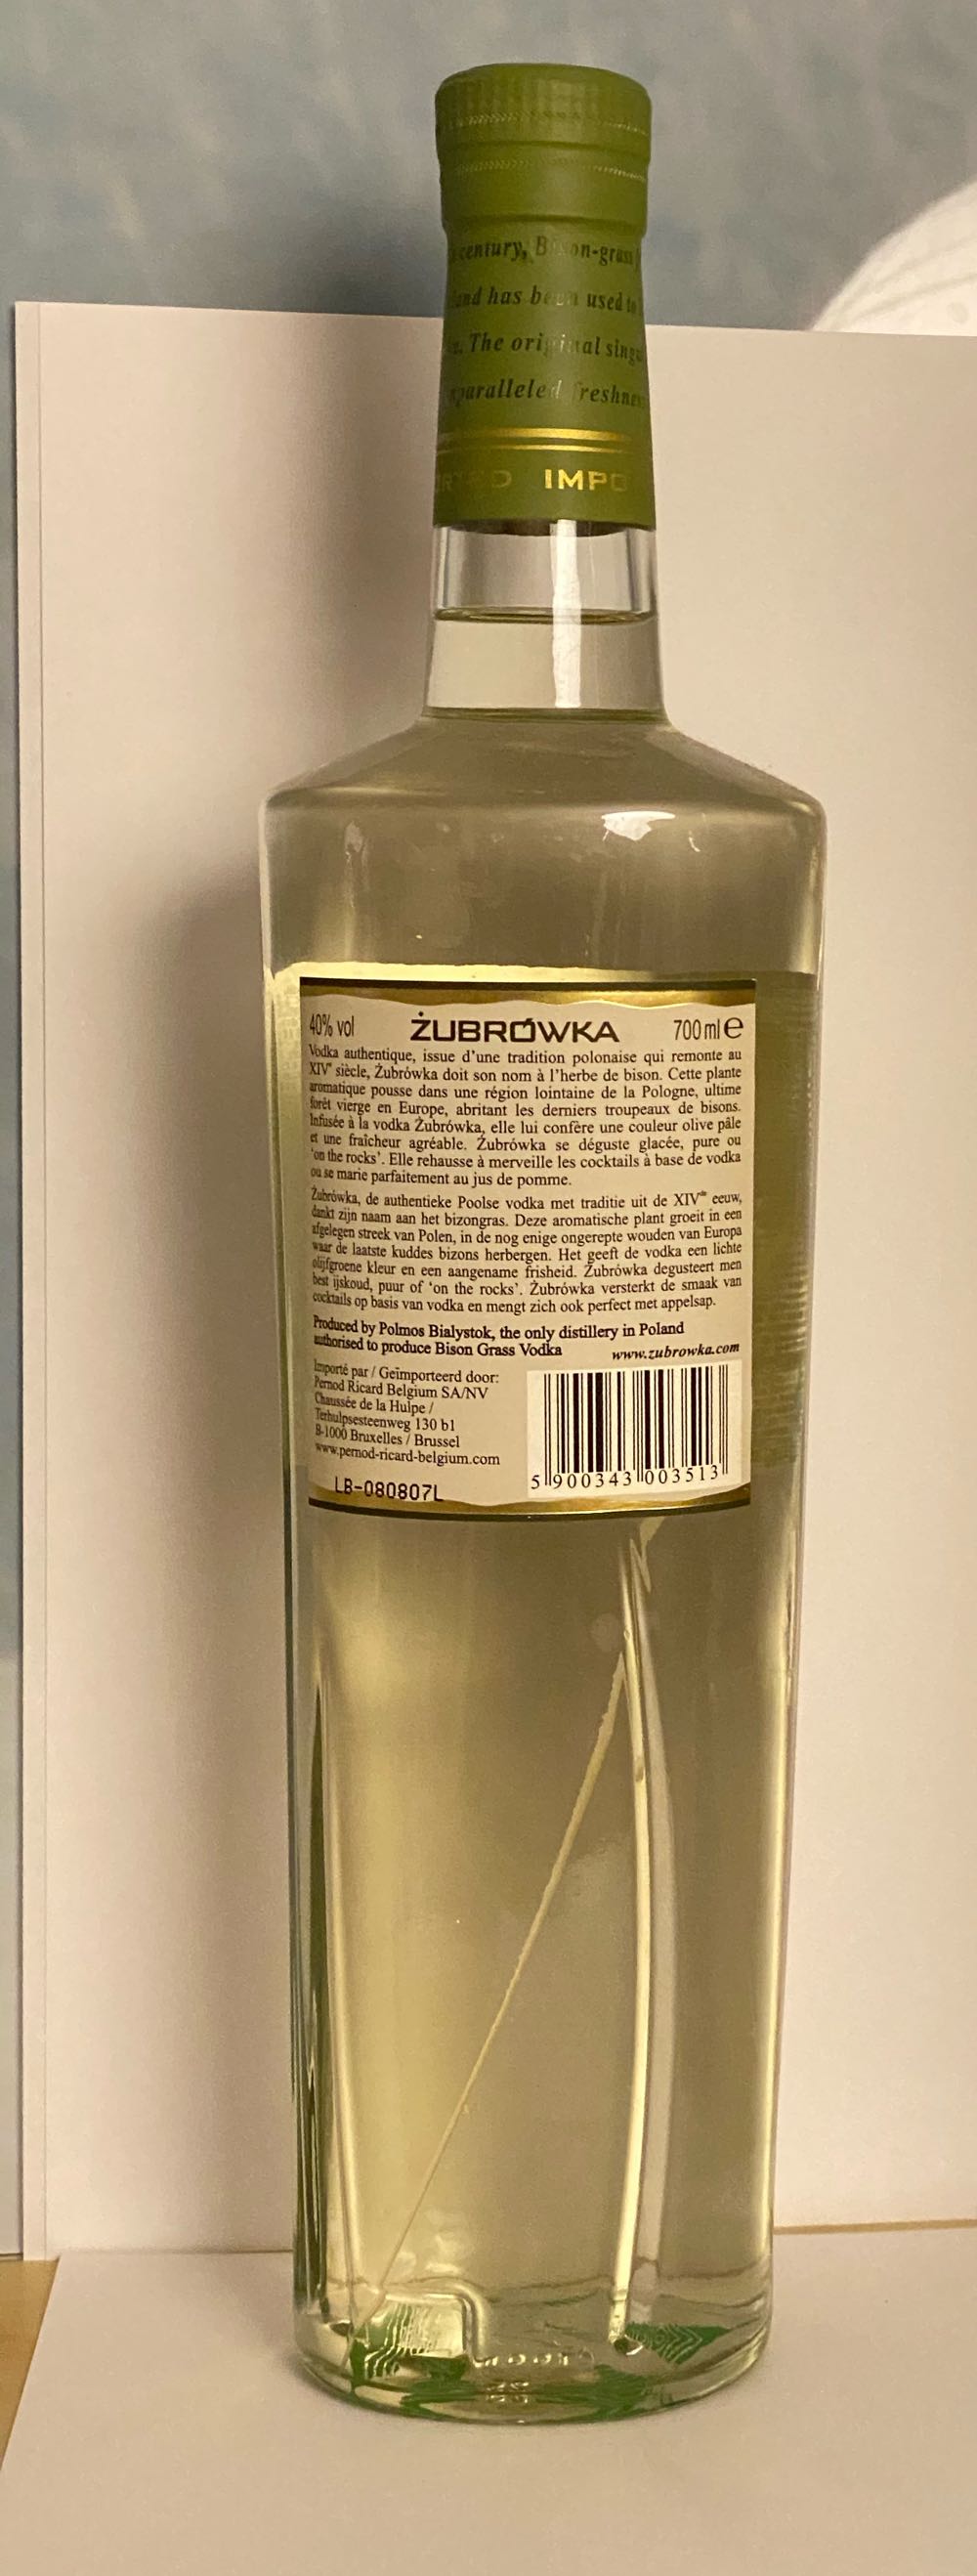 century, Bison-grass
and has been used to
The original
unparalleled freshness
IMPO
40% vol ŻUBRÓWKA 700 ml e
Vodka authentique, issue d'une tradition polonaise qui remonte au
XIVe siècle, Żubrówka doit son nom à l'herbe de bison. Cette plante
aromatique pousse dans une région lointaine de la Pologne, ultime
forêt vierge en Europe, abritant les derniers troupeaux de bisons.
Infusée à la vodka Żubrówka, elle lui confère une couleur olive pâle
et une fraîcheur agréable. Żubrówka se déguste glacée, pure ou
'on the rocks'. Elle rehausse à merveille les cocktails à base de vodka
ou se marie parfaitement au jus de pomme.
Żubrówka, de authentieke Poolse vodka met traditie uit de XIVde eeuw,
dankt zijn naam aan het bizongras. Deze aromatische plant groeit in een
afgelegen streek van Polen, in de nog enige ongerepte wouden van Europa
waar de laatste kuddes bizons herbergen. Het geeft de vodka een lichte
olijfgroene kleur en een aangename frisheid. Żubrówka degusteert men
best ijskoud, puur of 'on the rocks'. Żubrówka versterkt de smaak van
cocktails op basis van vodka en mengt zich ook perfect met appelsap.
Produced by Polmos Bialystok, the only distillery in Poland
authorised to produce Bison Grass Vodka www.zubrowka.com
Importé par / Geïmporteerd door:
Pernod Ricard Belgium SA/NV
Chaussée de la Hulpe /
Terhulpsesteenweg 130 b1
B-1000 Bruxelles / Brussel
www.pernod-ricard-belgium.com
5 900343 003513
LB-080807L